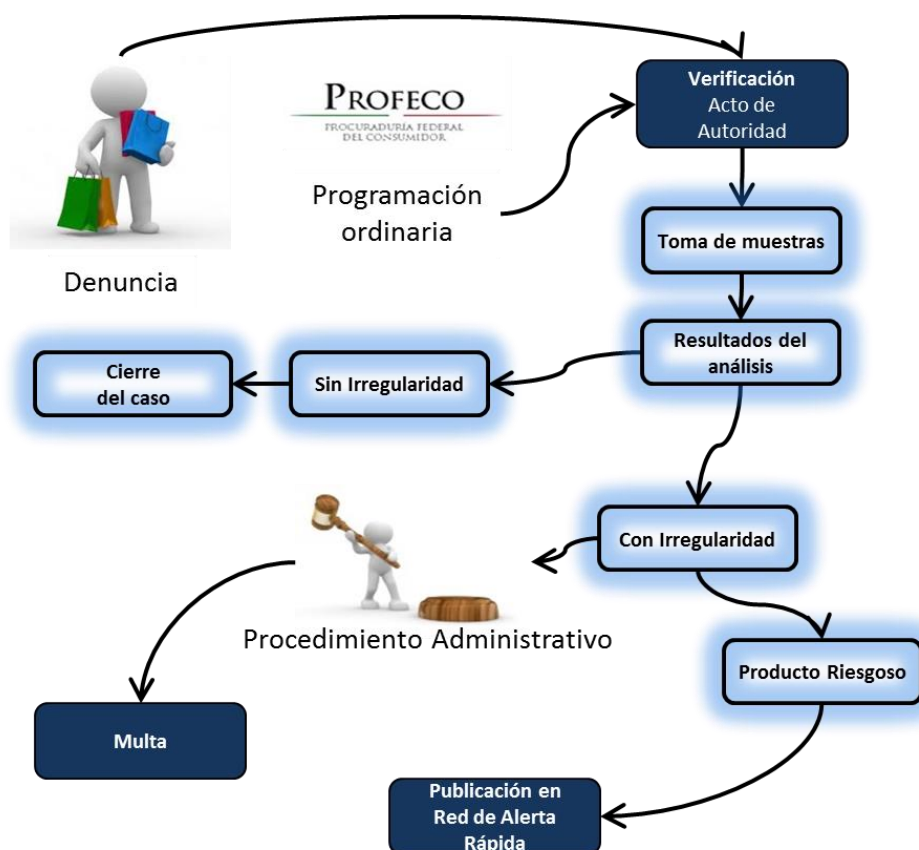 PROFECO
PROCURADURÍA FEDERAL
DEL CONSUMIDOR
Verificación
Acto de
Autoridad
Programación
ordinaria
Denuncia
Toma de muestras
Resultados del
análisis
Sin Irregularidad
Cierre
del caso
Con Irregularidad
Procedimiento Administrativo
Producto Riesgoso
Multa
Publicación en
Red de Alerta
Rápida